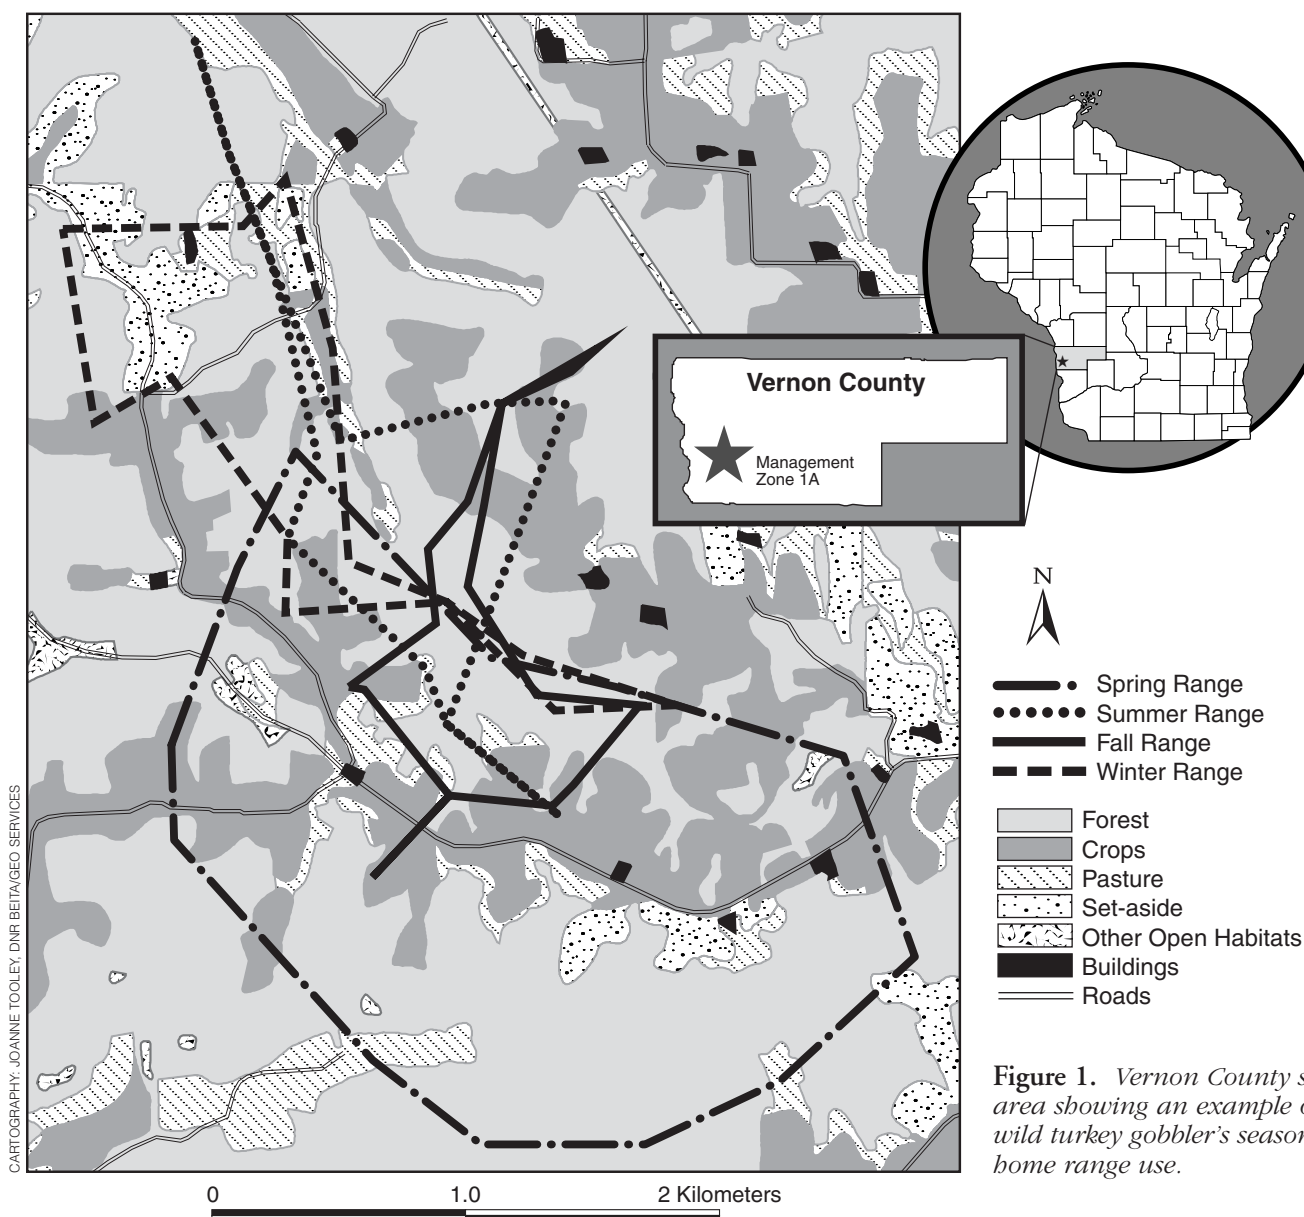 Vernon County
Management
Zone 1A
N
Spring Range
Summer Range
Fall Range
Winter Range
Forest
Crops
Pasture
Set-aside
Other Open Habitats
Buildings
Roads
CARTOGRAPHY: JOANNE TOOLEY, DNR BEITA/GEO SERVICES
Figure 1. Vernon County s
area showing an example o
wild turkey gobbler's season
home range use.
0 1.0 2 Kilometers